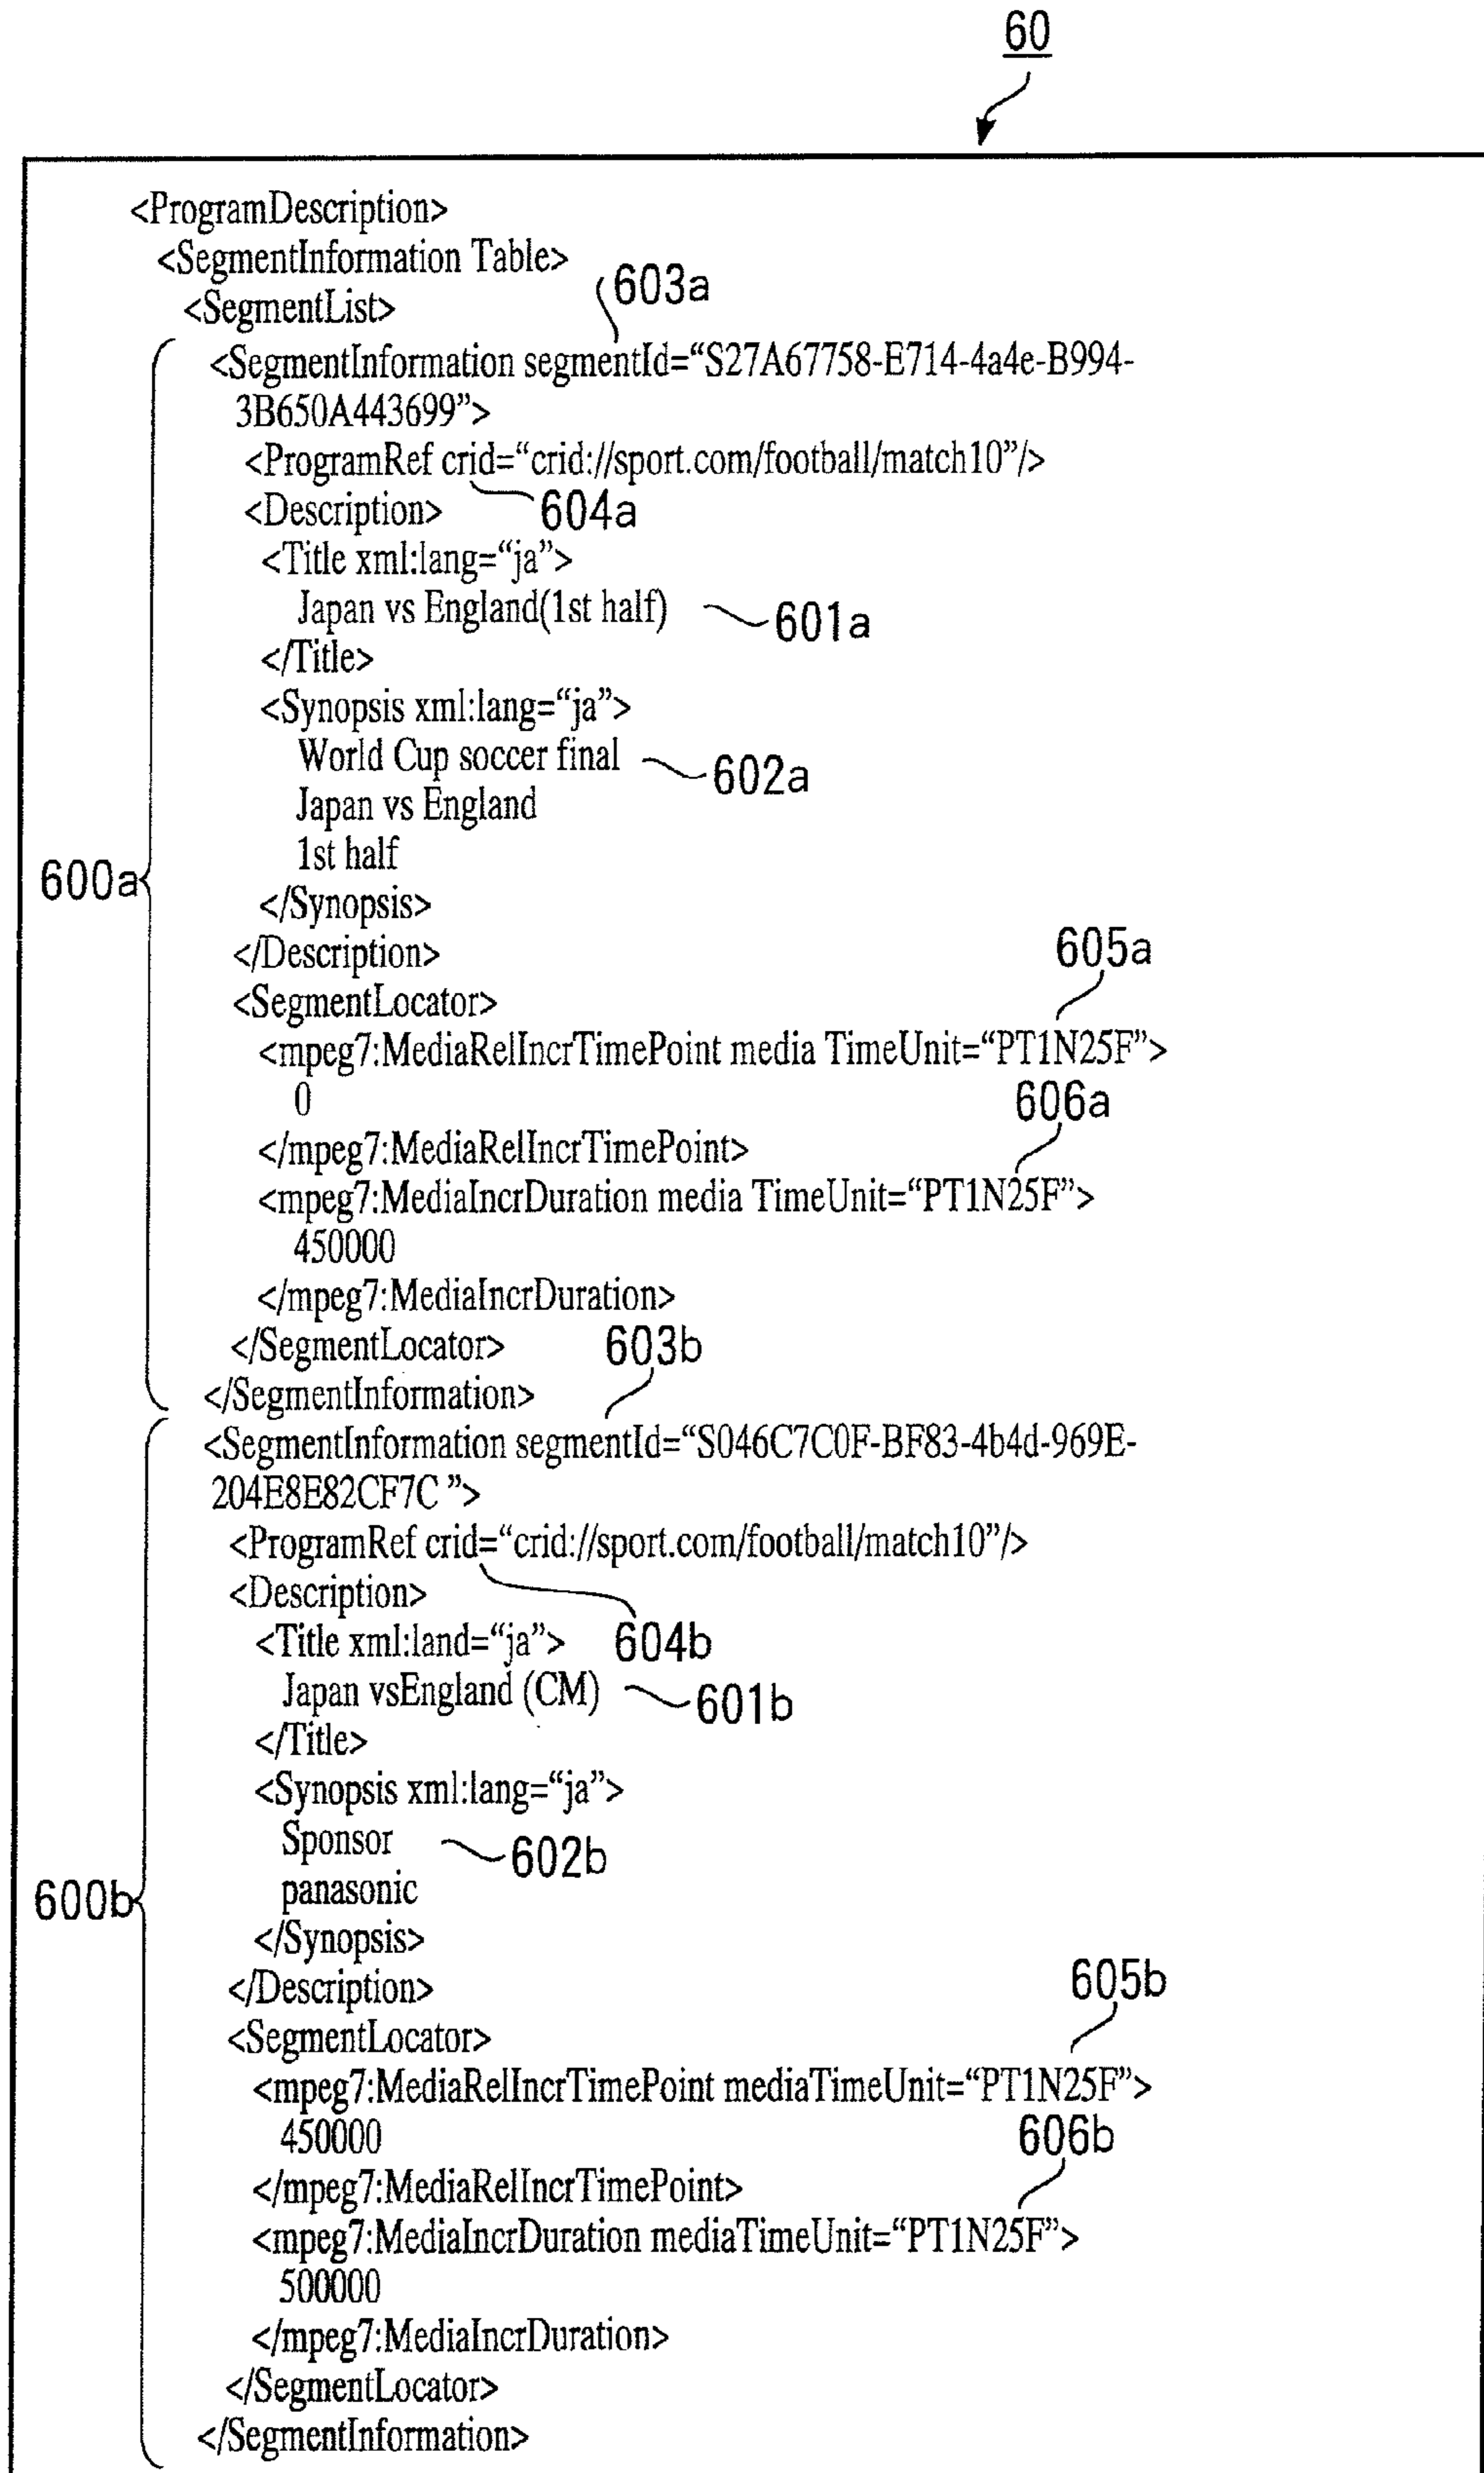 60
<ProgramDescription>
<SegmentInformation Table>
603a
<SegmentList>
<SegmentInformation segmentId=“S27A67758-E714-4a4e-B994-
3B650A443699”>
<ProgramRef crid=“crid://sport.com/football/match10”/>
<Description> 604a
<Title xml:lang=“ja”>
Japan vs England(1st half) 601a
</Title>
<Synopsis xml:lang=“ja”>
World Cup soccer final 602a
Japan vs England
1st half
600a
</Synopsis>
</Description> 605a
<SegmentLocator>
<mpeg7:MediaRelIncrTimePoint media TimeUnit=“PT1N25F”>
0 606a
</mpeg7:MediaRelIncrTimePoint>
<mpeg7:MediaIncrDuration media TimeUnit=“PT1N25F”>
450000
</mpeg7:MediaIncrDuration>
</SegmentLocator> 603b
</SegmentInformation>
<SegmentInformation segmentId=“S046C7C0F-BF83-4b4d-969E-
204E8E82CF7C ”>
<ProgramRef crid=“crid://sport.com/football/match10”/>
<Description>
<Title xml:land=“ja”> 604b
Japan vsEngland (CM) 601b
</Title>
<Synopsis xml:lang=“ja”>
Sponsor 602b
600b panasonic
</Synopsis>
</Description> 605b
<SegmentLocator>
<mpeg7:MediaRelIncrTimePoint mediaTimeUnit=“PT1N25F”>
450000 606b
</mpeg7:MediaRelIncrTimePoint>
<mpeg7:MediaIncrDuration mediaTimeUnit=“PT1N25F”>
500000
</mpeg7:MediaIncrDuration>
</SegmentLocator>
</SegmentInformation>